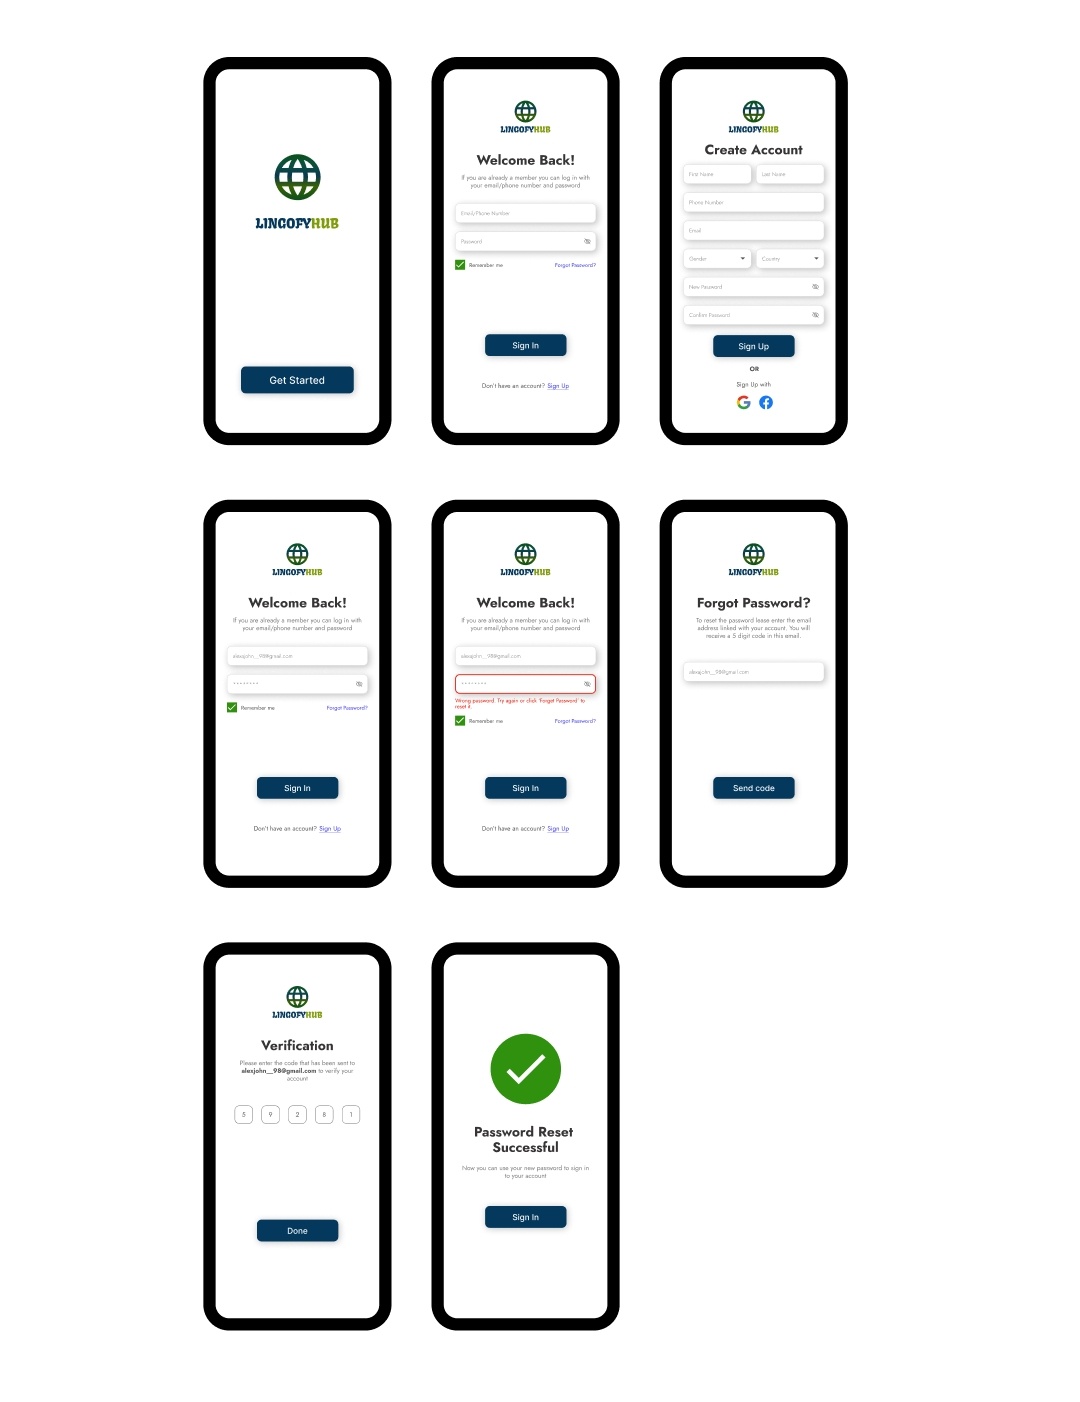 LINGOFYHUB
Get Started
LINGOFYHUB
Welcome Back!
If you are already a member you can log in with
your email/phone number and password
Email/Phone Number
Password
Remember me
Forgot Password?
Sign In
Don't have an account? Sign Up
LINGOFYHUB
Create Account
First Name
Last Name
Phone Number
Email
Gender
Country
New Password
Confirm Password
Sign Up
OR
Sign Up with
LINGOFYHUB
Welcome Back!
If you are already a member you can log in with
your email/phone number and password
alexajohn__98@gmail.com
********
Remember me
Forgot Password?
Sign In
Don't have an account? Sign Up
LINGOFYHUB
Welcome Back!
If you are already a member you can log in with
your email/phone number and password
alexajohn__98@gmail.com
********
Wrong password. Try again or click 'Forgot Password' to
reset it.
Remember me
Forgot Password?
Sign In
Don't have an account? Sign Up
LINGOFYHUB
Forgot Password?
To reset the password lease enter the email
address linked with your account. You will
receive a 5 digit code in this email.
alexajohn__98@gmail.com
Send code
LINGOFYHUB
Verification
Please enter the code that has been sent to
alexjohn__98@gmail.com to verify your
account
5 9 2 8 1
Done
Password Reset
Successful
Now you can use your new password to sign in
to your account
Sign In